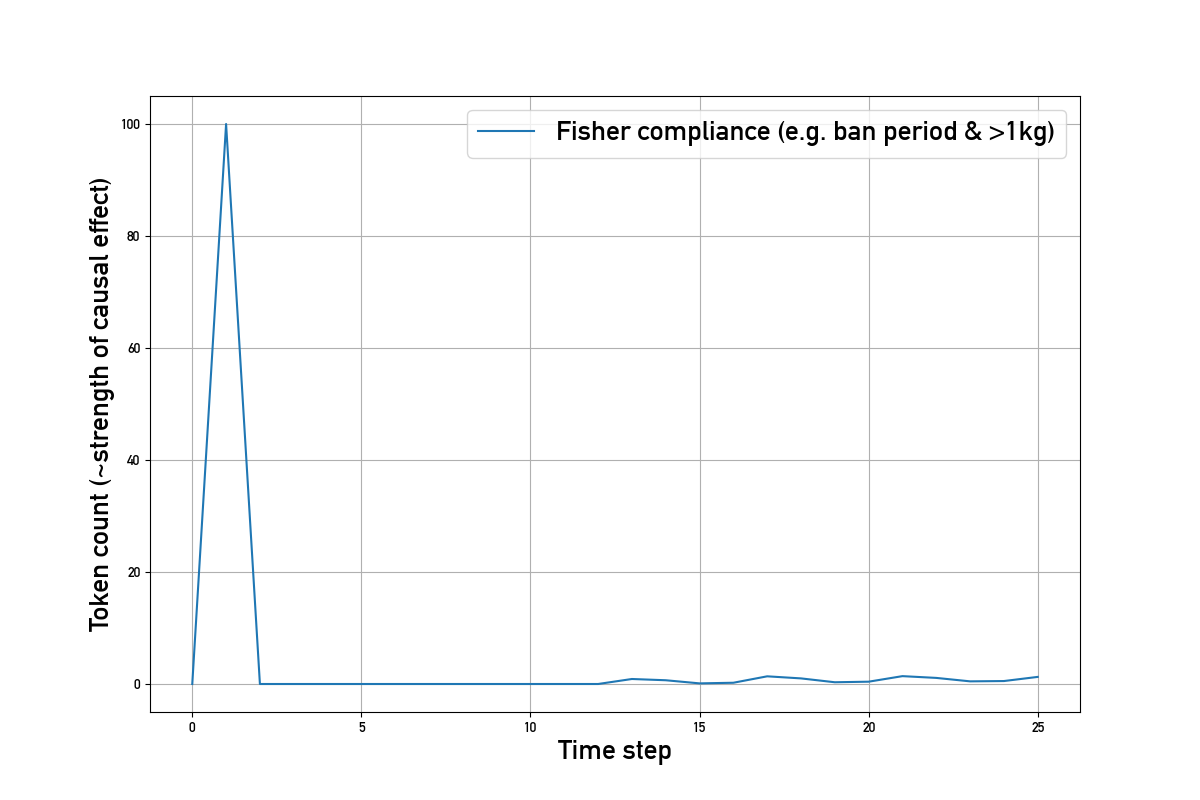 Fisher compliance (e.g. ban period & >1kg)
Token count (~strength of causal effect)
100
80
60
40
20
0
0 5 10 15 20 25
Time step